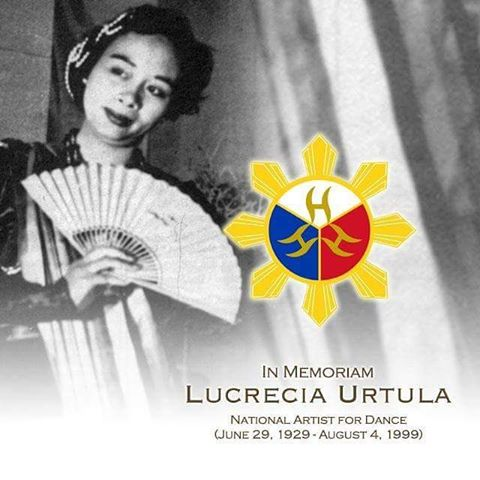 IN MEMORIAM
LUCRECIA URTULA
NATIONAL ARTIST FOR DANCE
(JUNE 29, 1929 - AUGUST 4, 1999)